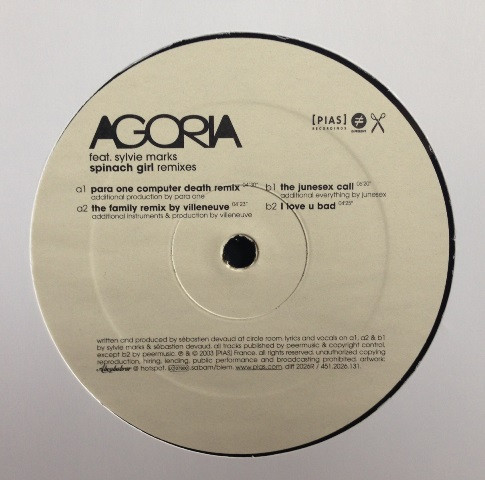 AGORIA
feat. sylvie marks
spinach girl remixes
[PIAS]
RECORDINGS
≠
DIFFERENT
a1 para one computer death remix
additional production by para one
a2 the family remix by villeneuve 04'23"
additional instruments & production by villeneuve
b1 the junesex call 06'20"
additional everything by junesex
b2 I love u bad 04'25"
written and produced by sébastien devaud at circle room. lyrics and vocals on a1, a2 & b1
by sylvie marks & sébastien devaud, all tracks published by peermusic & copyright control,
except b2 by peermusic. ℗ & © 2003 [PIAS] France. all rights reserved. unauthorized copying
reproduction, hiring, lending, public performance and broadcasting prohibited. artwork
@ hotspot. sabam/biem. www.pias.com. diff 2026R / 451.2026.131.